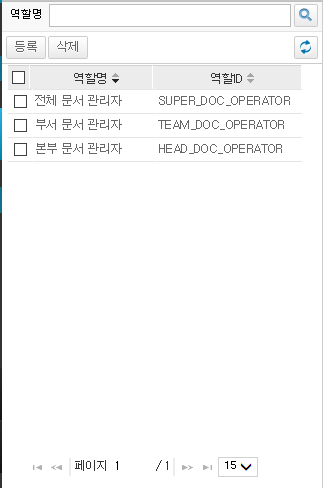 역할명
등록 삭제
역할명 역할ID
전체 문서 관리자 SUPER_DOC_OPERATOR
부서 문서 관리자 TEAM_DOC_OPERATOR
본부 문서 관리자 HEAD_DOC_OPERATOR
페이지 1 / 1 15